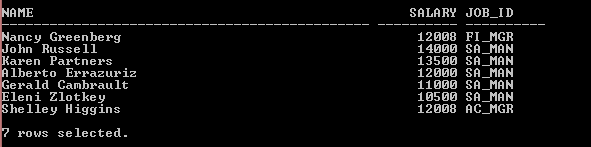 NAME SALARY JOB_ID
---------------------------------------------- ---------- ----------
Nancy Greenberg 12008 FI_MGR
John Russell 14000 SA_MAN
Karen Partners 13500 SA_MAN
Alberto Errazuriz 12000 SA_MAN
Gerald Cambrault 11000 SA_MAN
Eleni Zlotkey 10500 SA_MAN
Shelley Higgins 12008 AC_MGR
7 rows selected.